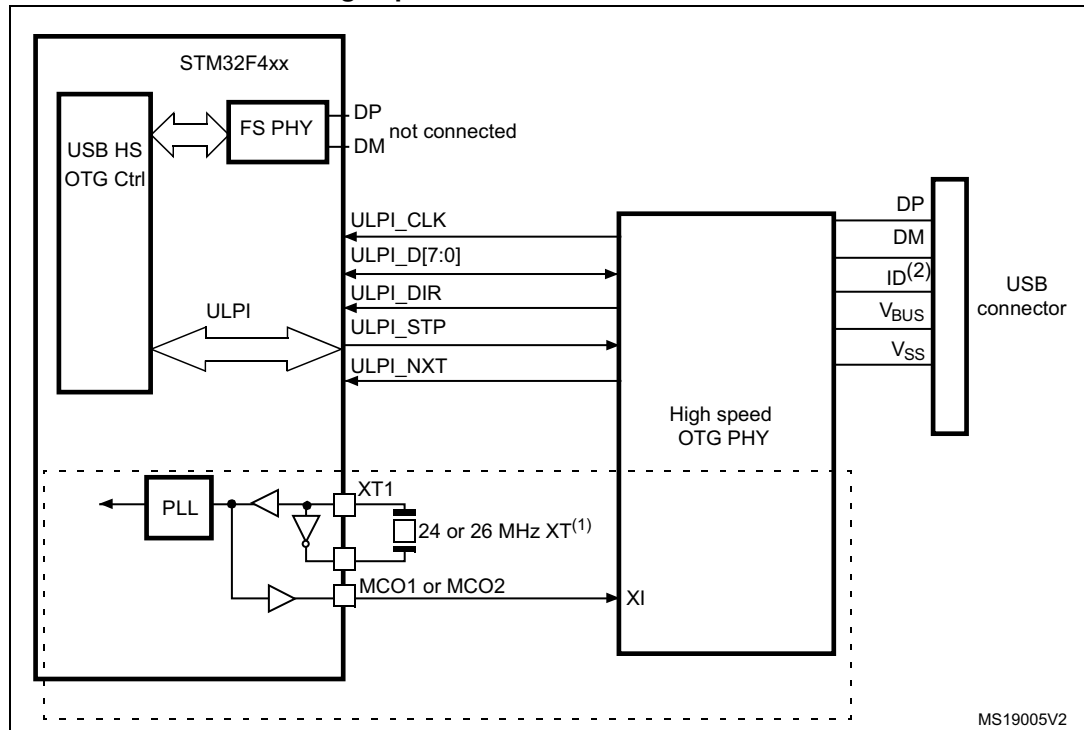 STM32F4xx
USB HS
OTG Ctrl
FS PHY
DP
DM
not connected
ULPI
ULPI_CLK
ULPI_D[7:0]
ULPI_DIR
ULPI_STP
ULPI_NXT
High speed
OTG PHY
DP
DM
ID(2)
VBUS
VSS
USB
connector
PLL
XT1
24 or 26 MHz XT(1)
MCO1 or MCO2
XI
MS19005V2